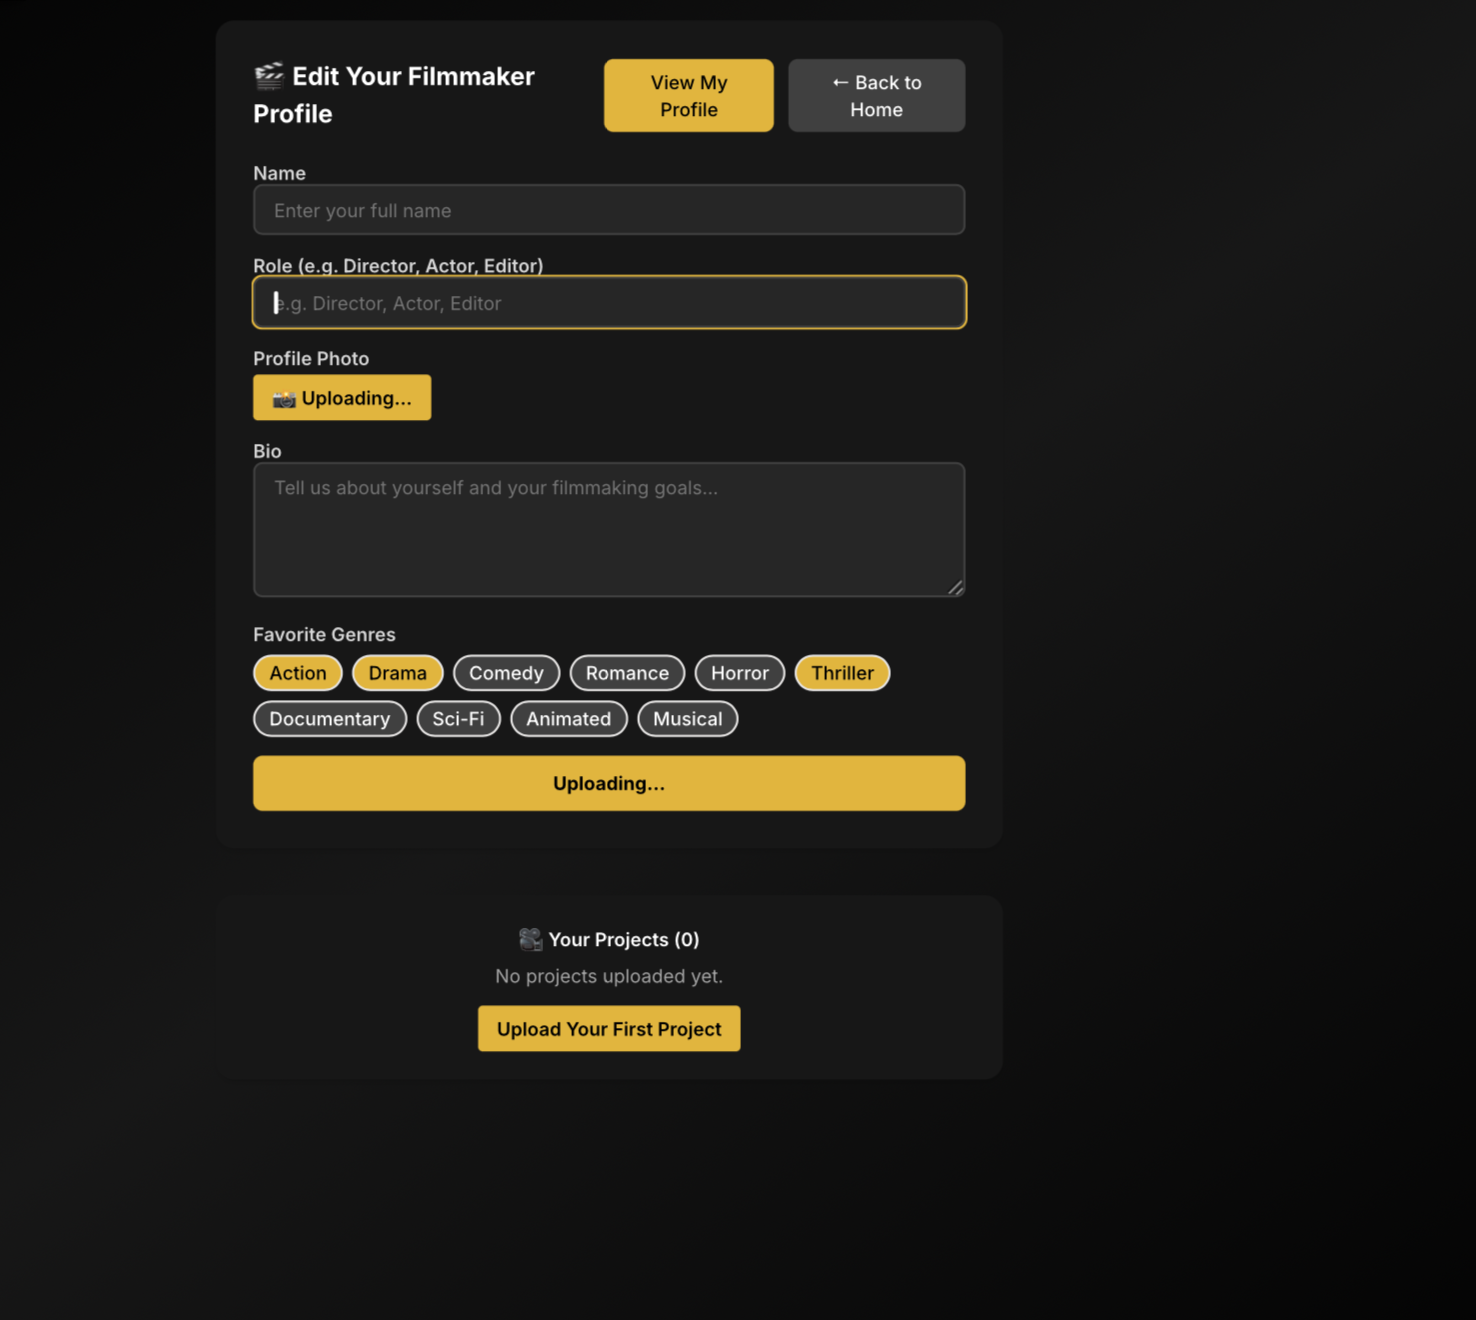 🎬 Edit Your Filmmaker
Profile
View My
Profile
← Back to
Home
Name
Enter your full name
Role (e.g. Director, Actor, Editor)
e.g. Director, Actor, Editor
Profile Photo
📸 Uploading...
Bio
Tell us about yourself and your filmmaking goals...
Favorite Genres
Action Drama Comedy Romance Horror Thriller
Documentary Sci-Fi Animated Musical
Uploading...
🎥 Your Projects (0)
No projects uploaded yet.
Upload Your First Project